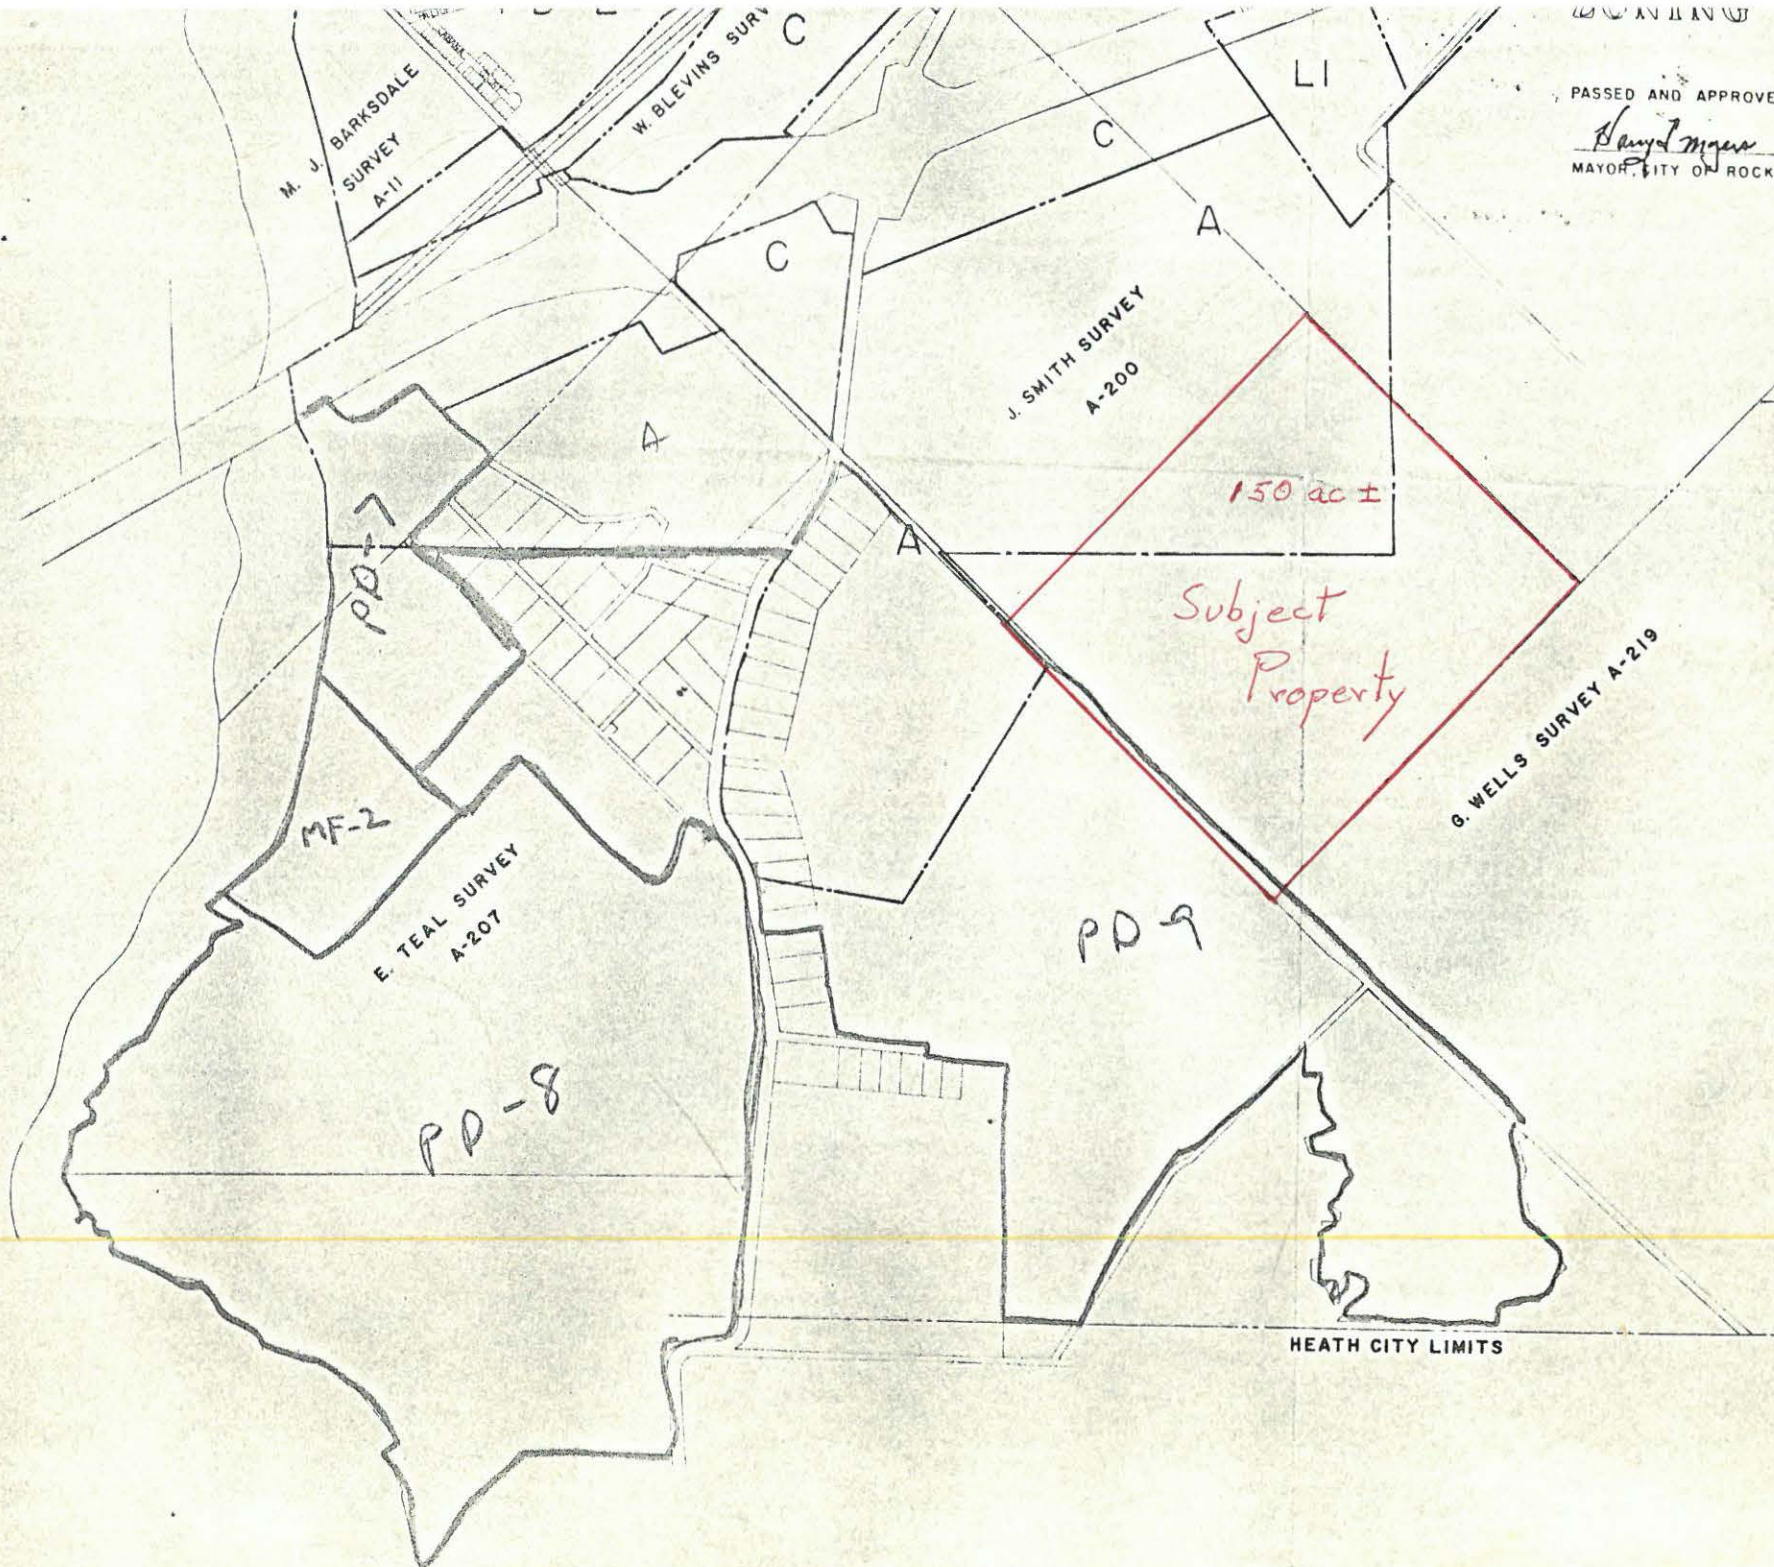 ZONING
PASSED AND APPROVE
MAYOR, CITY OF ROCK
M. J. BARKSDALE
SURVEY
A-11
W. BLEVINS SURV
C
LI
C
A
C
J. SMITH SURVEY
A-200
A
150 ac ±
A
PD-7
Subject
Property
G. WELLS SURVEY A-219
MF-2
E. TEAL SURVEY
A-207
PD-9
PD-8
HEATH CITY LIMITS